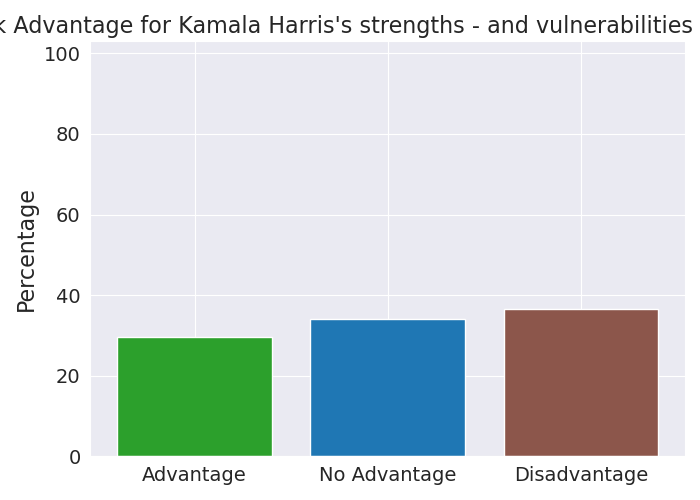 Advantage for Kamala Harris's strengths - and vulnerabilities
100
80
60
40
20
0
Percentage
Advantage
No Advantage
Disadvantage